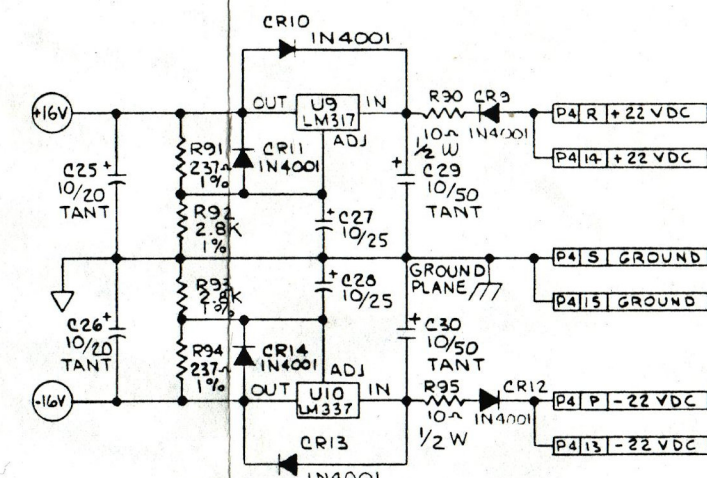 CR10
1N4001
+16V
OUT
U9
LM317
IN
ADJ
R90
10Ω
1/2 W
CR9
1N4001
P4 R +22 VDC
P4 14 +22 VDC
C25
+
10/20
TANT
R91
237Ω
1%
CR11
1N4001
+
C29
10/50
TANT
R92
2.8K
1%
+
C27
10/25
P4 S GROUND
GROUND
PLANE
P4 15 GROUND
R93
2.8K
1%
+
C28
10/25
C26
+
10/20
TANT
R94
237Ω
1%
CR14
1N4001
+
C30
10/50
TANT
-16V
OUT
ADJ
U10
LM337
IN
R95
10Ω
1/2 W
CR12
1N4001
P4 P -22 VDC
P4 13 -22 VDC
CR13
1N4001